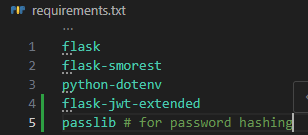 requirements.txt
...
1 flask
2 flask-smorest
3 python-dotenv
4 flask-jwt-extended
5 passlib # for password hashing